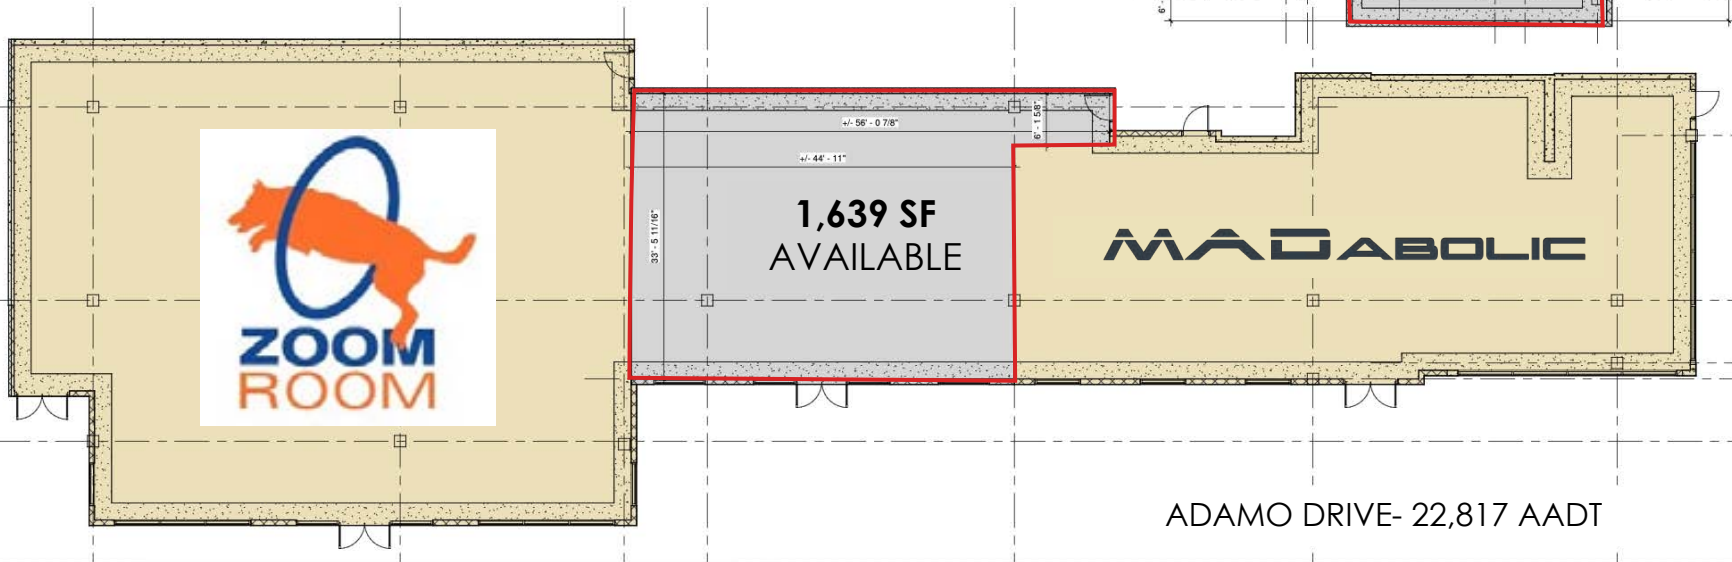 6'
+/- 56' - 0 7/8"
6' - 1 5/8"
+/- 44' - 11"
33' - 5 11/16"
1,639 SF
AVAILABLE
ZOOM
ROOM
MADABOLIC
ADAMO DRIVE- 22,817 AADT